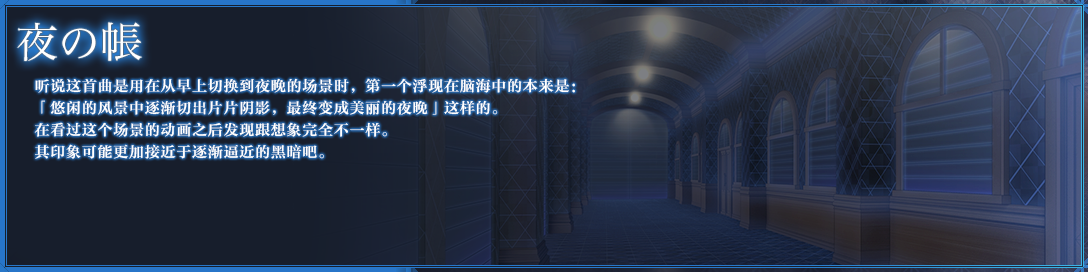 夜の帳
听说这首曲是用在从早上切换到夜晚的场景时，第一个浮现在脑海中的本来是：
「悠闲的风景中逐渐切出片片阴影，最终变成美丽的夜晚」这样的。
在看过这个场景的动画之后发现跟想象完全不一样。
其印象可能更加接近于逐渐逼近的黑暗吧。